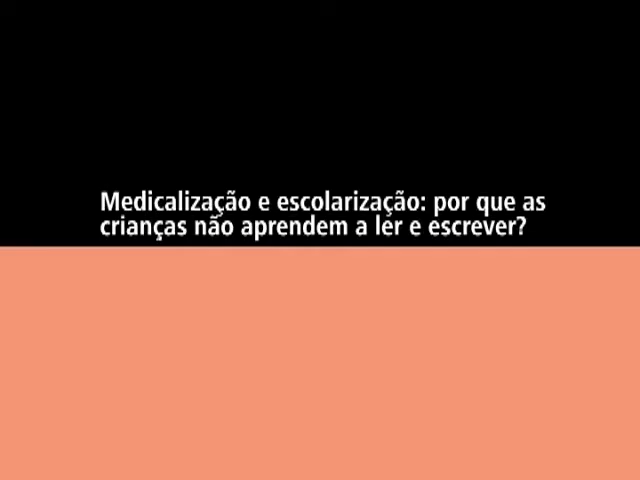 Medicalização e escolarização: por que as
crianças não aprendem a ler e escrever?